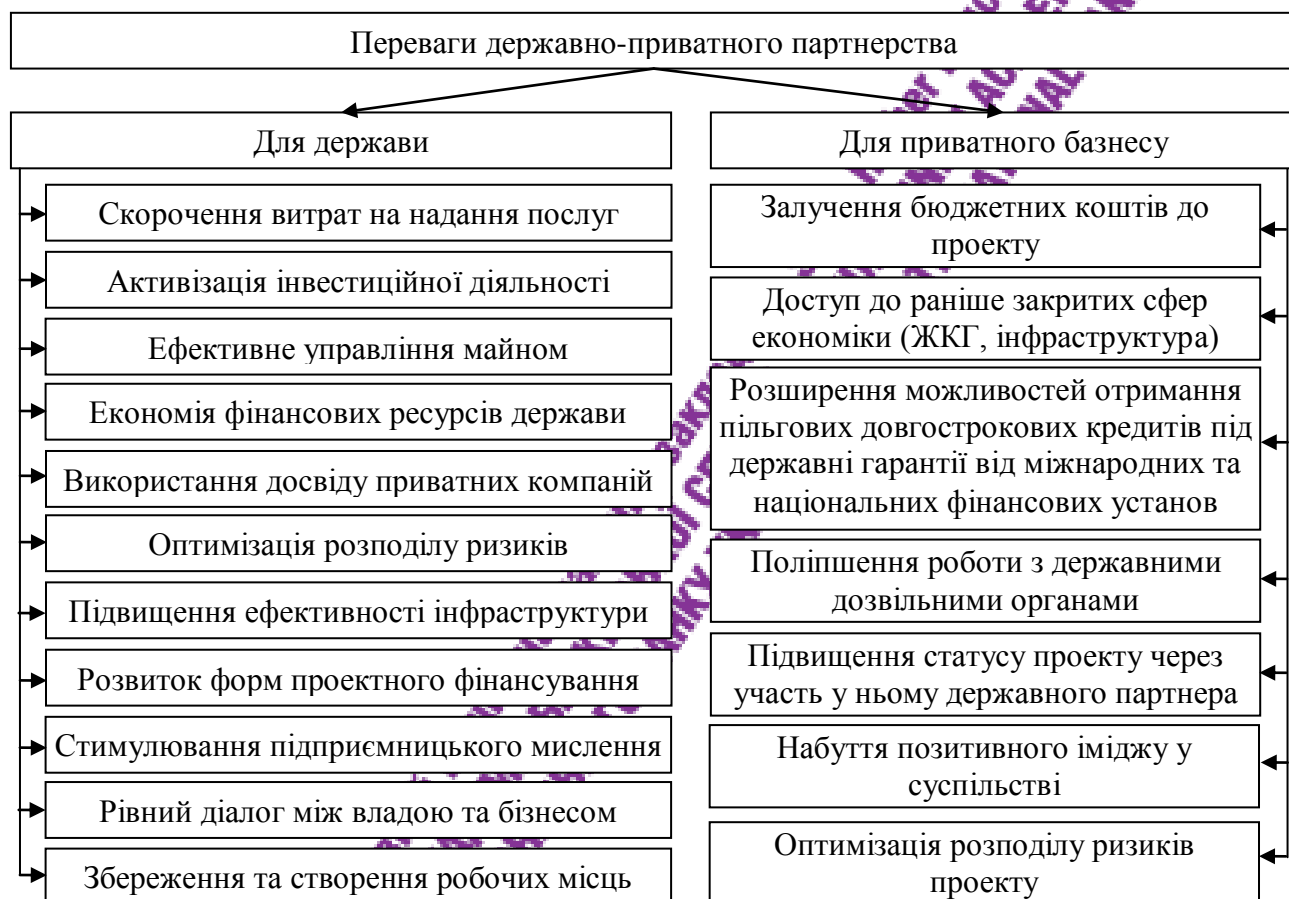 Переваги державно-приватного партнерства
Для держави
Скорочення витрат на надання послуг
Активізація інвестиційної діяльності
Ефективне управління майном
Економія фінансових ресурсів держави
Використання досвіду приватних компаній
Оптимізація розподілу ризиків
Підвищення ефективності інфраструктури
Розвиток форм проектного фінансування
Стимулювання підприємницького мислення
Рівний діалог між владою та бізнесом
Збереження та створення робочих місць
Для приватного базнесу
Залучення бюджетних коштів до
проекту
Доступ до раніше закритих сфер
економіки (ЖКГ, інфраструктура)
Розширення можливостей отримання
пільгових довгострокових кредитів під
державні гарантії від міжнародних та
національних фінансових установ
Поліпшення роботи з державними
дозвільними органами
Підвищення статусу проекту через
участь у ньому державного партнера
Набуття позитивного іміджу у
суспільстві
Оптимізація розподілу ризиків
проекту